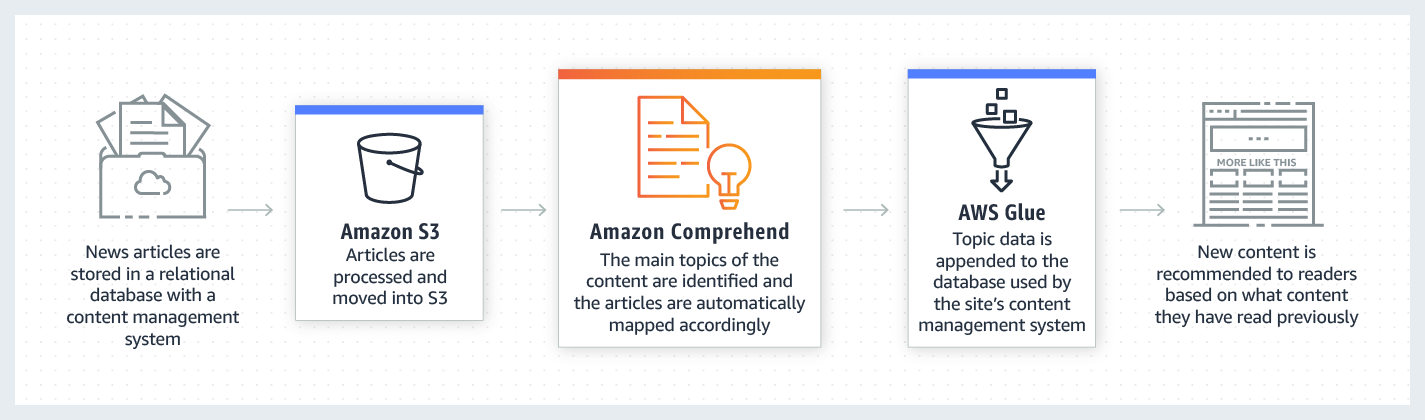 News articles are
stored in a relational
database with a
content management
system
Amazon S3
Articles are
processed and
moved into S3
Amazon Comprehend
The main topics of the
content are identified and
the articles are automatically
mapped accordingly
AWS Glue
Topic data is
appended to the
database used by
the site's content
management system
MORE LIKE THIS
New content is
recommended to readers
based on what content
they have read previously